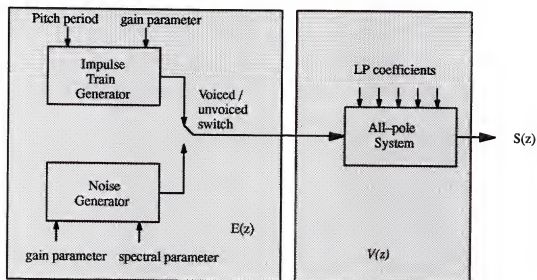 Pitch period
gain parameter
Impulse
Train
Generator
Voiced /
unvoiced
switch
Noise
Generator
E(z)
gain parameter
spectral parameter
LP coefficients
All-pole
System
S(z)
V(z)